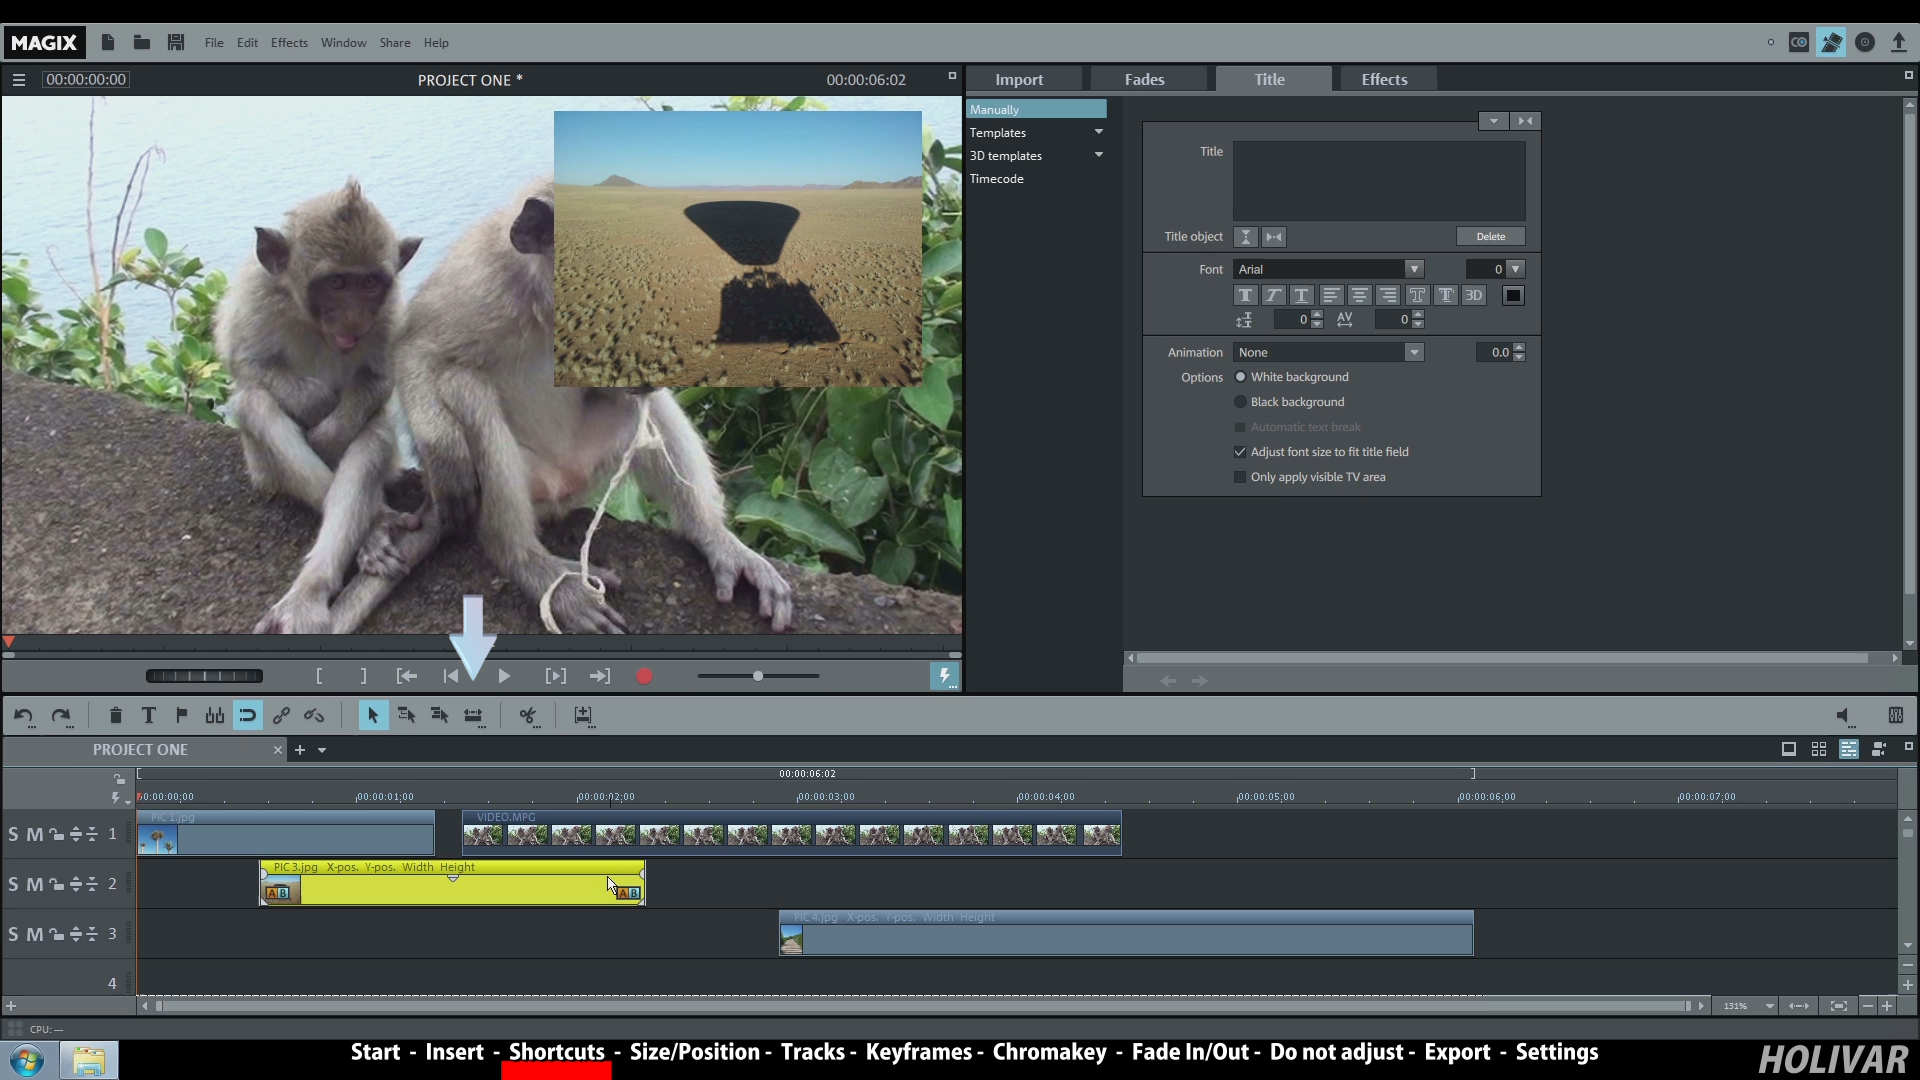 MAGIX File Edit Effects Window Share Help
00:00:00:00 PROJECT ONE * 00:00:06:02
Import Fades Title Effects
Manually
Templates
3D templates
Timecode
Title
Title object Delete
Font Arial 0
T T T T T 3D
0 AV 0
Animation None 0.0
Options White background
Black background
Automatic text break
Adjust font size to fit title field
Only apply visible TV area
[ ]
T
PROJECT ONE × +
00:00:06:02
00:00:00;00 00:00:01;00 00:00:02;00 00:00:03;00 00:00:04;00 00:00:05;00 00:00:06;00 00:00:07;00
S M 1 PIC 1.jpg VIDEO.MPG
S M 2 PIC 3.jpg X-pos. Y-pos. Width Height
A B A B
S M 3 PIC 4.jpg X-pos. Y-pos. Width Height
4
131%
CPU: —
Start - Insert - Shortcuts - Size/Position - Tracks - Keyframes - Chromakey - Fade In/Out - Do not adjust - Export - Settings
HOLIVAR